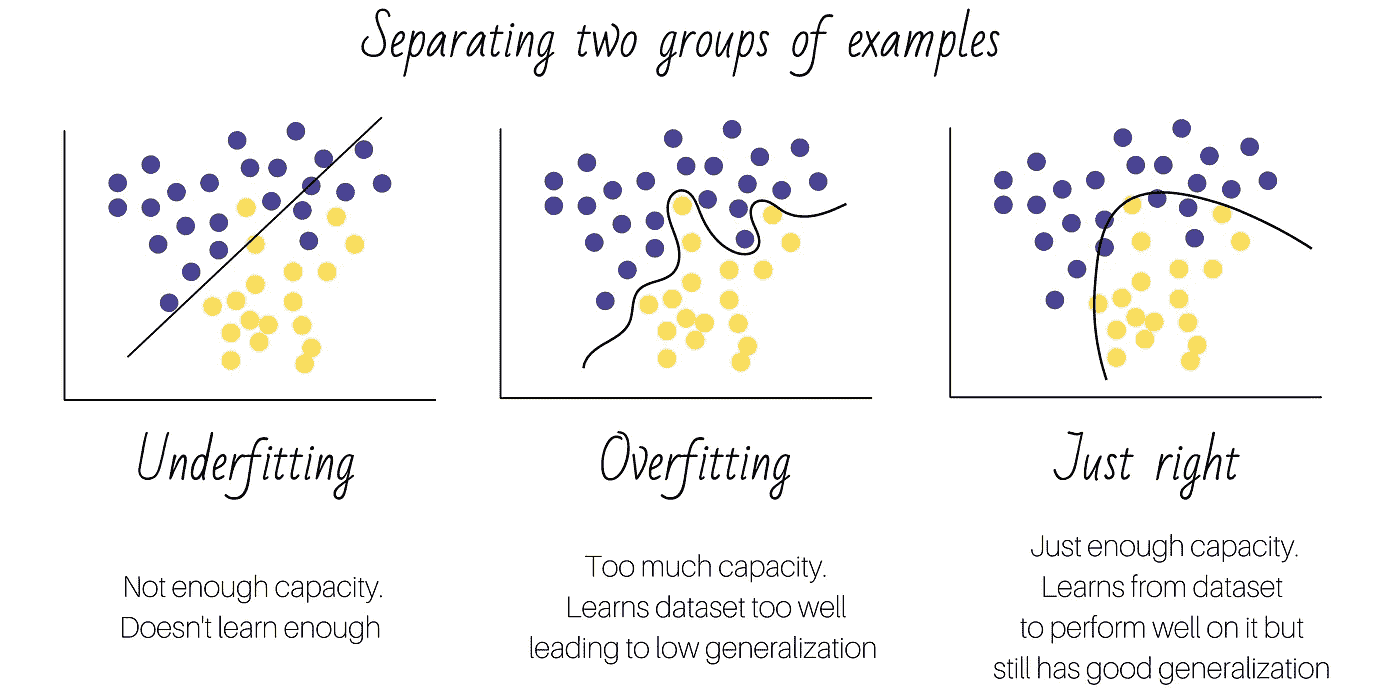 Separating two groups of examples
Underfitting
Not enough capacity.
Doesn't learn enough
Overfitting
Too much capacity.
Learns dataset too well
leading to low generalization
Just right
Just enough capacity.
Learns from dataset
to perform well on it but
still has good generalization